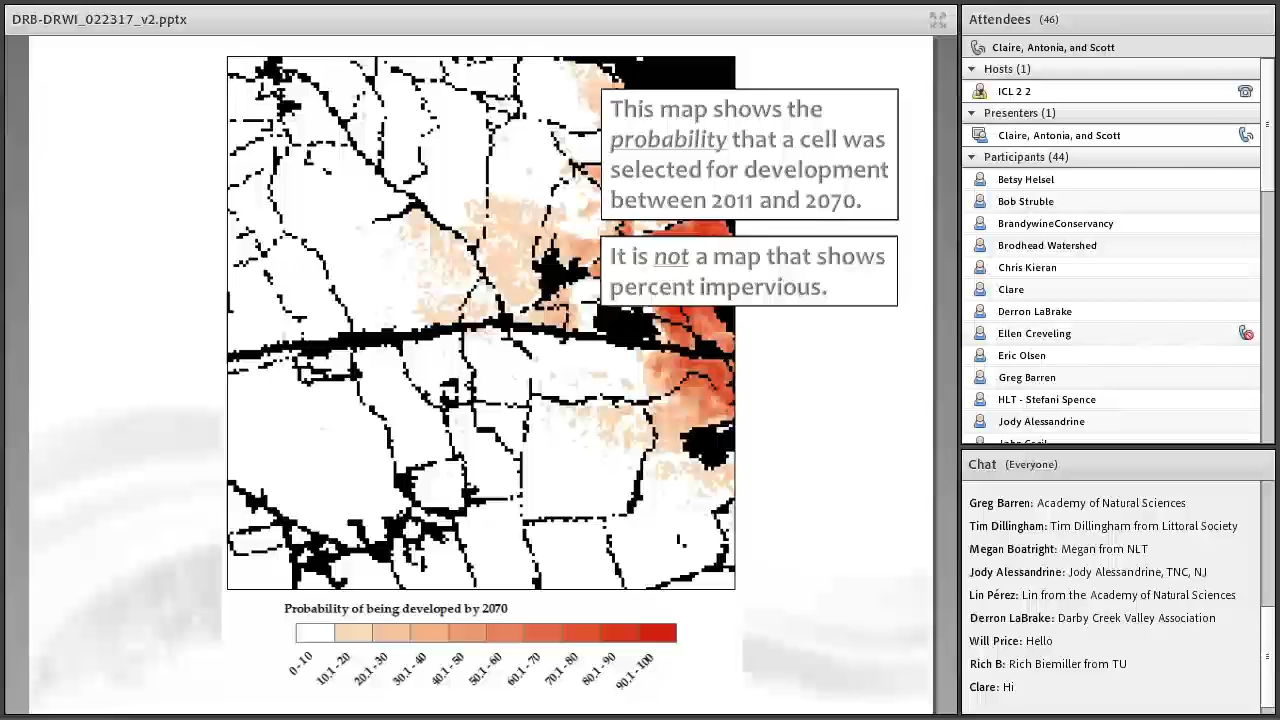 DRB-DRWI_022317_v2.pptx
This map shows the
probability that a cell was
selected for development
between 2011 and 2070.
It is not a map that shows
percent impervious.
Probability of being developed by 2070
0 - 10
10.1 - 20
20.1 - 30
30.1 - 40
40.1 - 50
50.1 - 60
60.1 - 70
70.1 - 80
80.1 - 90
90.1 - 100
Attendees (46)
Claire, Antonia, and Scott
Hosts (1)
ICL 2 2
Presenters (1)
Claire, Antonia, and Scott
Participants (44)
Betsy Helsel
Bob Struble
BrandywineConservancy
Brodhead Watershed
Chris Kieran
Clare
Derron LaBrake
Ellen Creveling
Eric Olsen
Greg Barren
HLT - Stefani Spence
Jody Alessandrine
Chat (Everyone)
Greg Barren: Academy of Natural Sciences
Tim Dillingham: Tim Dillingham from Littoral Society
Megan Boatright: Megan from NLT
Jody Alessandrine: Jody Alessandrine, TNC, NJ
Lin Pérez: Lin from the Academy of Natural Sciences
Derron LaBrake: Darby Creek Valley Association
Will Price: Hello
Rich B: Rich Biemiller from TU
Clare: Hi